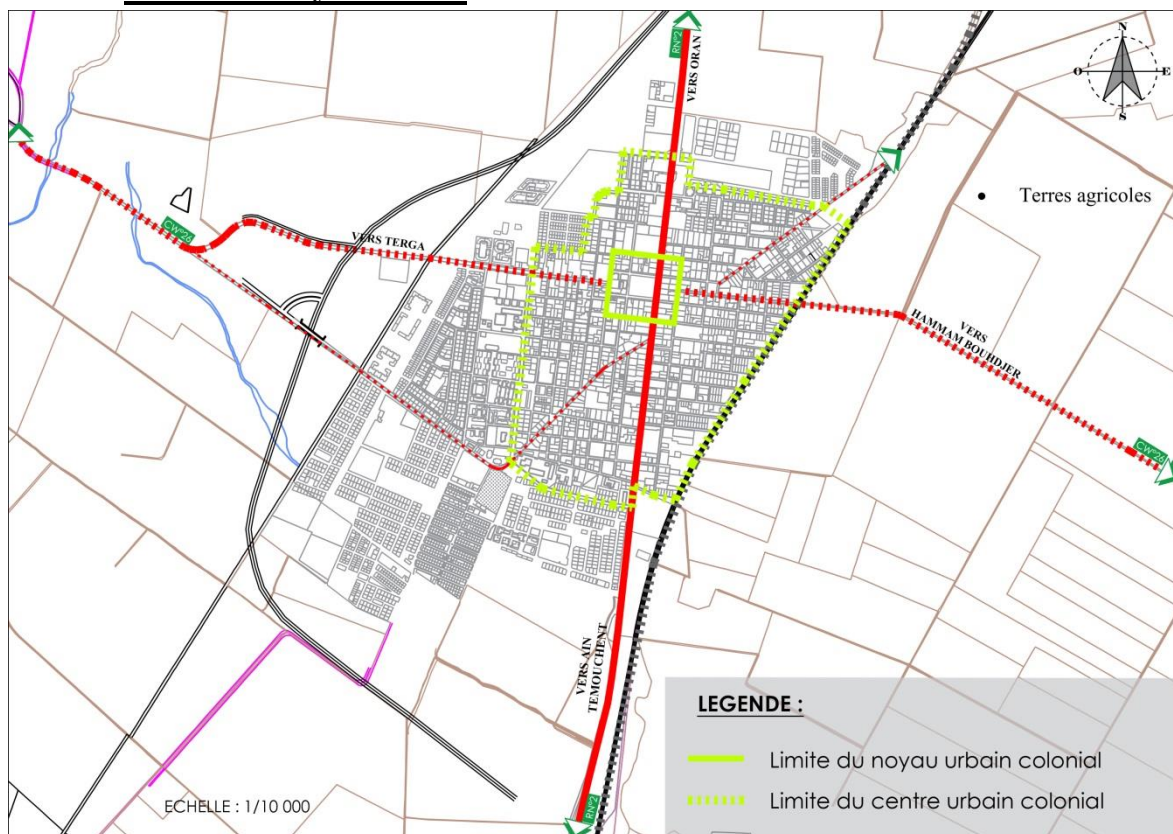 RN°2
VERS ORAN
N
O
E
S
• Terres agricoles
CW°26
VERS TERGA
VERS
HAMMAM BOUHDJER
CW°26
VERS AIN
TEMOUCHENT
RN°2
ECHELLE : 1/10 000
LEGENDE :
Limite du noyau urbain colonial
Limite du centre urbain colonial